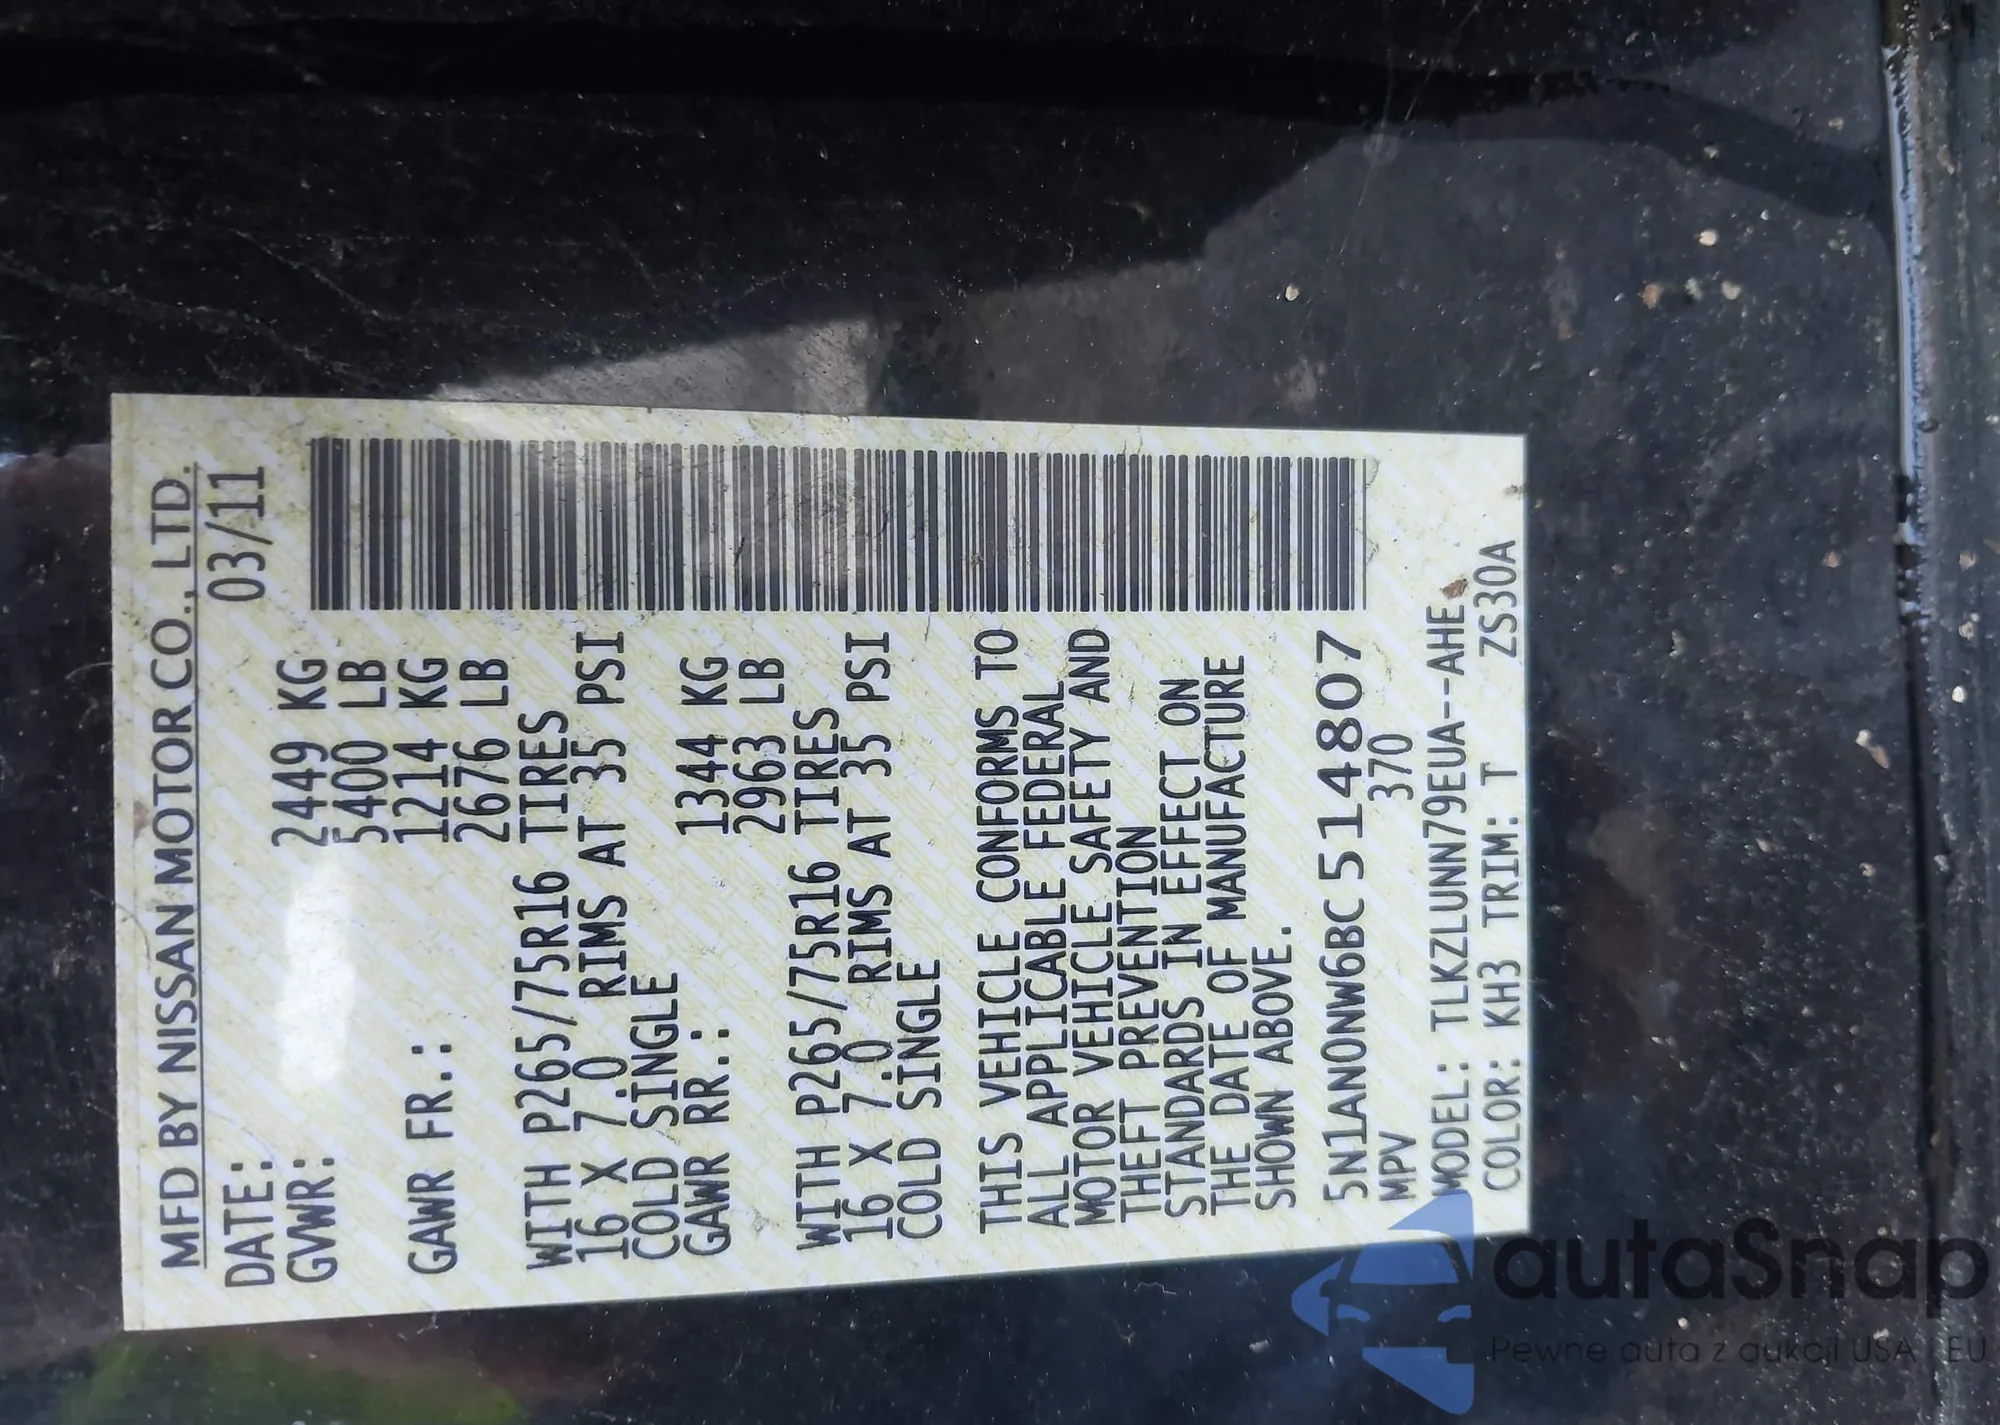 MFD BY NISSAN MOTOR CO., LTD.
DATE: 03/11
GVWR: 2449 KG
5400 LB
GAWR FR.: 1214 KG
2676 LB
WITH P265/75R16 TIRES
16 X 7.0 RIMS AT 35 PSI
COLD SINGLE
GAWR RR.: 1344 KG
2963 LB
WITH P265/75R16 TIRES
16 X 7.0 RIMS AT 35 PSI
COLD SINGLE
THIS VEHICLE CONFORMS TO
ALL APPLICABLE FEDERAL
MOTOR VEHICLE SAFETY AND
THEFT PREVENTION
STANDARDS IN EFFECT ON
THE DATE OF MANUFACTURE
SHOWN ABOVE.
5N1AN0NW6BC514807
MPV 370
MODEL: TLKZLUNN79EUA--AHE
COLOR: KH3 TRIM: T ZS30A
autaSnap
Pewne auta z aukcji USA i EU